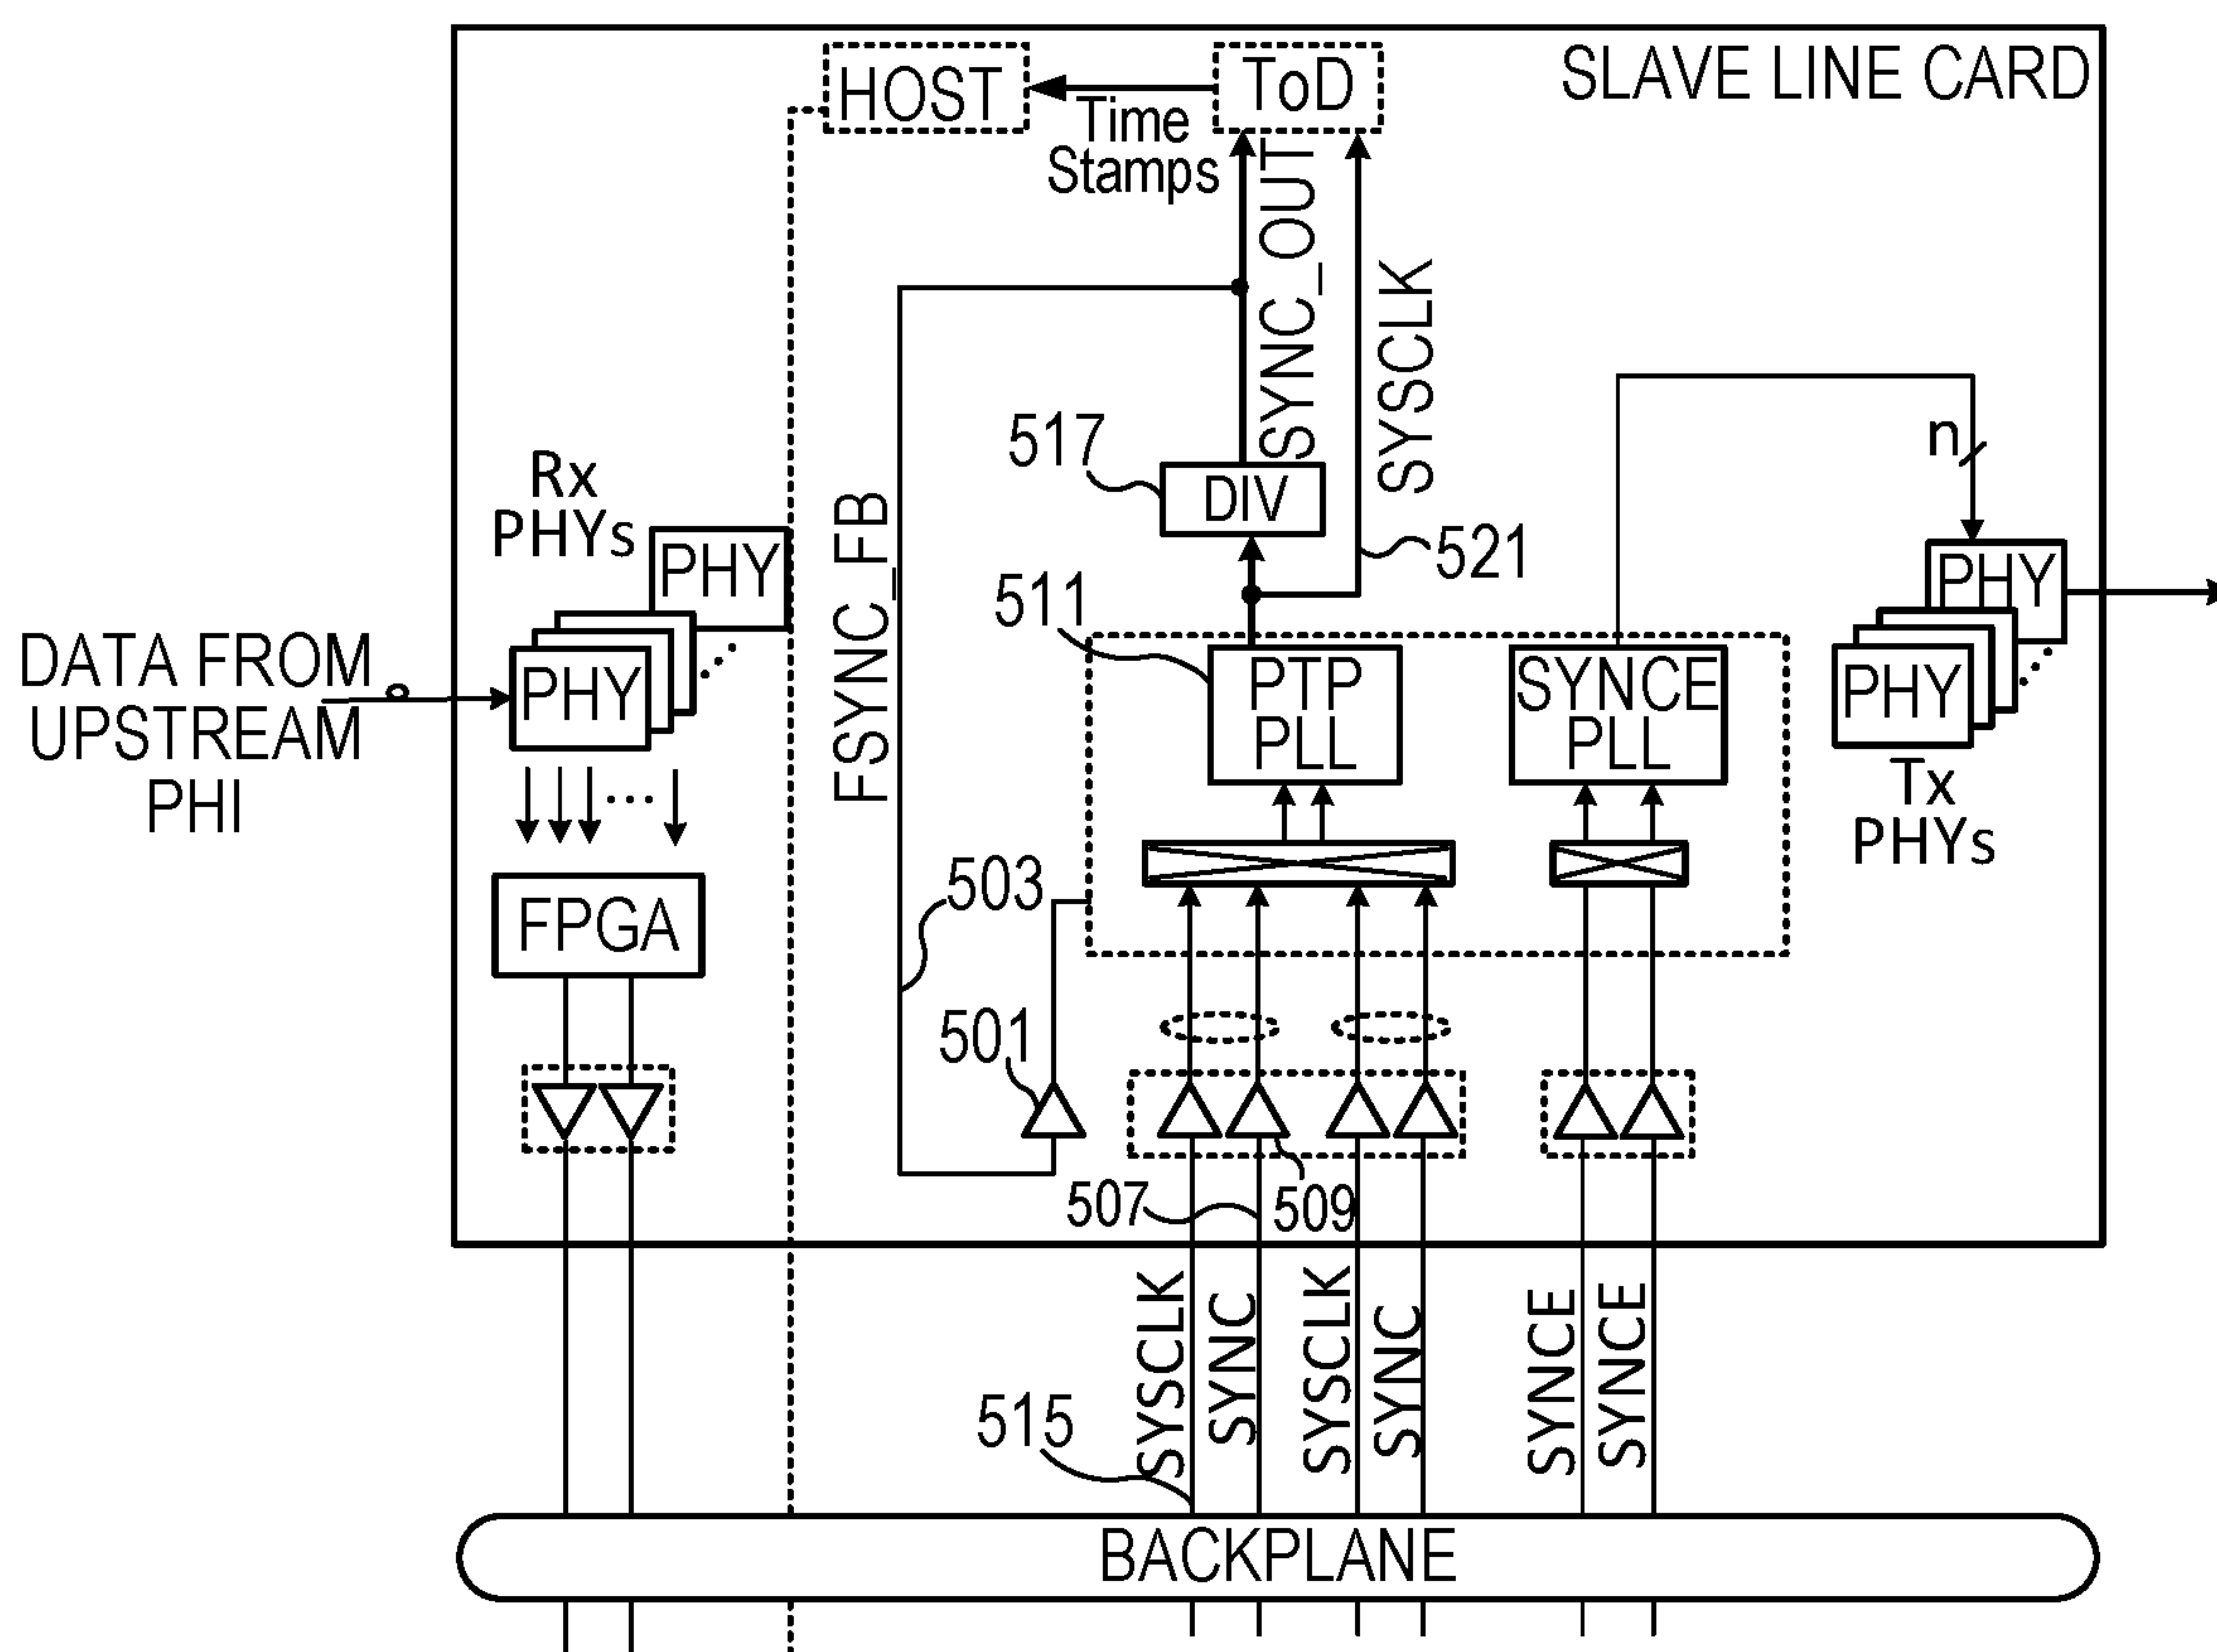 SLAVE LINE CARD
HOST
ToD
Time
Stamps
SYNC_OUT
SYSCLK
FSYNC_FB
517
DIV
521
n
Rx
PHYs
PHY
PHY
511
PTP
PLL
SYNCE
PLL
PHY
PHY
Tx
PHYs
DATA FROM
UPSTREAM
PHI
FPGA
503
501
507
509
SYSCLK
SYNC
SYSCLK
SYNC
SYNCE
SYNCE
515
BACKPLANE